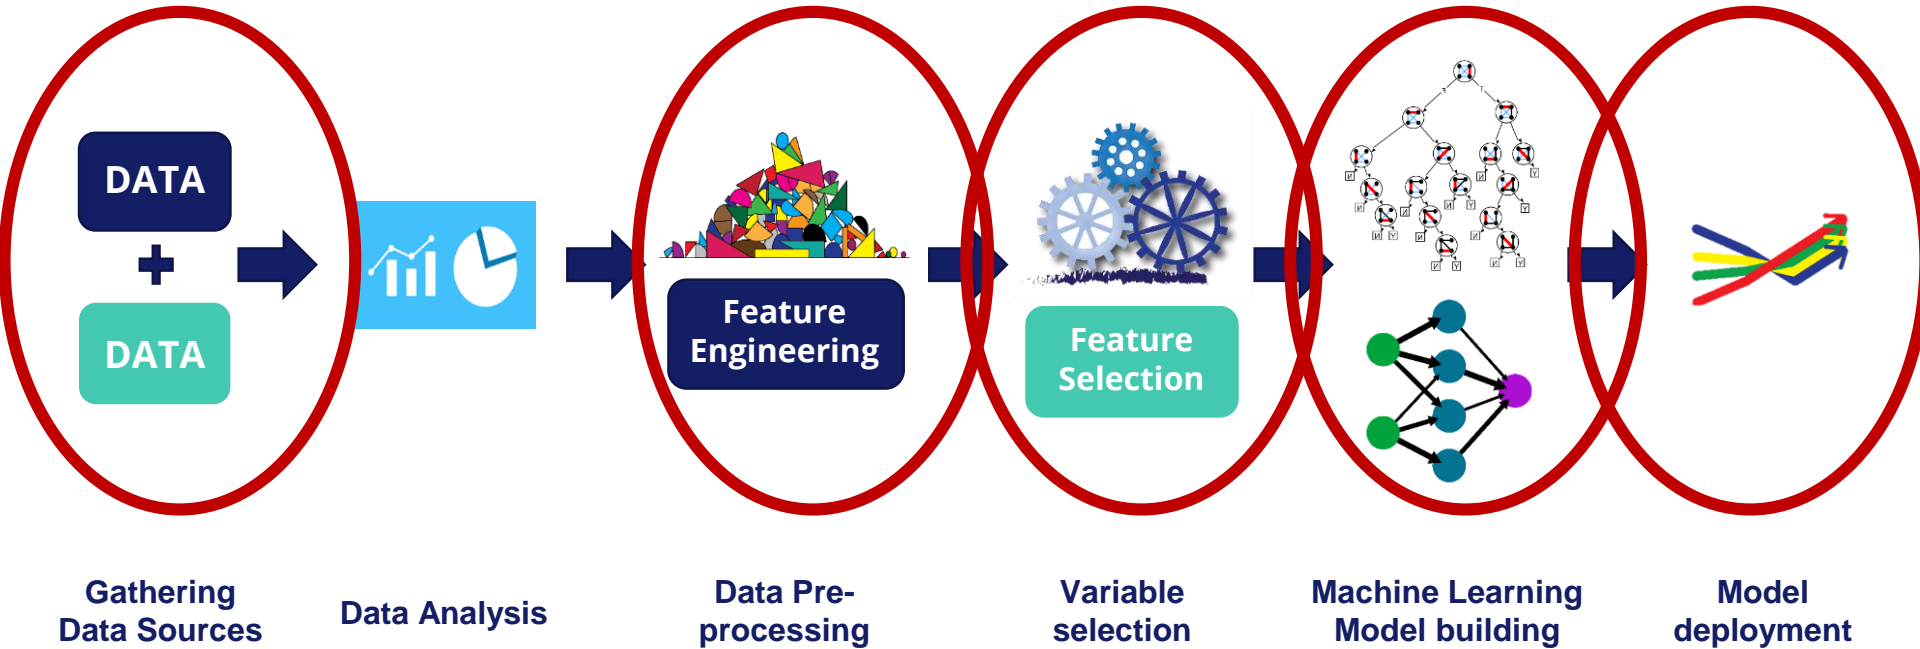 DATA
DATA
Feature
Engineering
Feature
Selection
Gathering
Data Sources
Data Analysis
Data Pre-
processing
Variable
selection
Machine Learning
Model building
Model
deployment